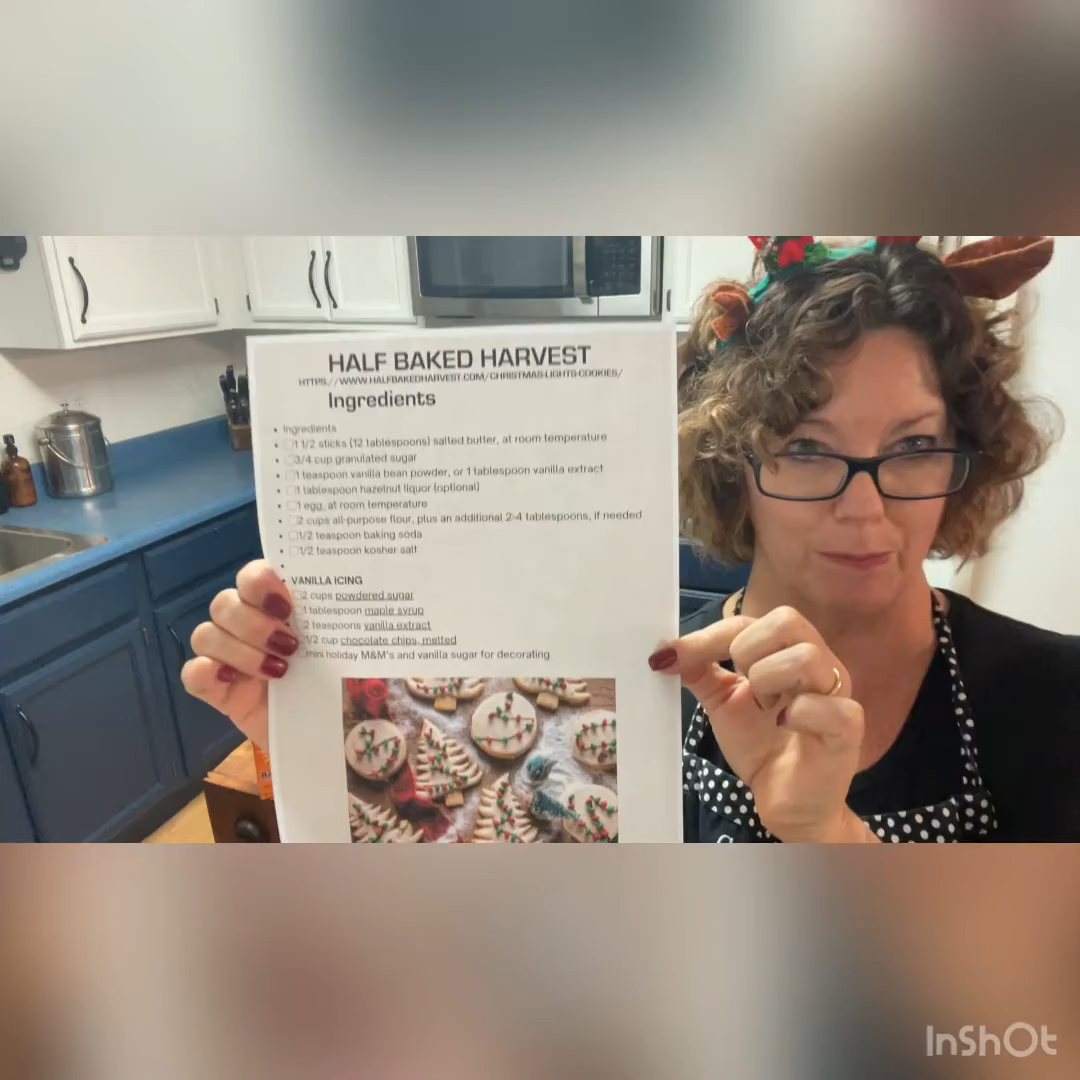 HALF BAKED HARVEST
HTTPS://WWW.HALFBAKEDHARVEST.COM/CHRISTMAS-LIGHTS-COOKIES/
Ingredients
Ingredients
1 1/2 sticks (12 tablespoons) salted butter, at room temperature
3/4 cup granulated sugar
1 teaspoon vanilla bean powder, or 1 tablespoon vanilla extract
1 tablespoon hazelnut liquor (optional)
1 egg, at room temperature
2 cups all-purpose flour, plus an additional 2-4 tablespoons, if needed
1/2 teaspoon baking soda
1/2 teaspoon kosher salt
VANILLA ICING
2 cups powdered sugar
1 tablespoon maple syrup
2 teaspoons vanilla extract
1/2 cup chocolate chips, melted
mini holiday M&M's and vanilla sugar for decorating
InShOt